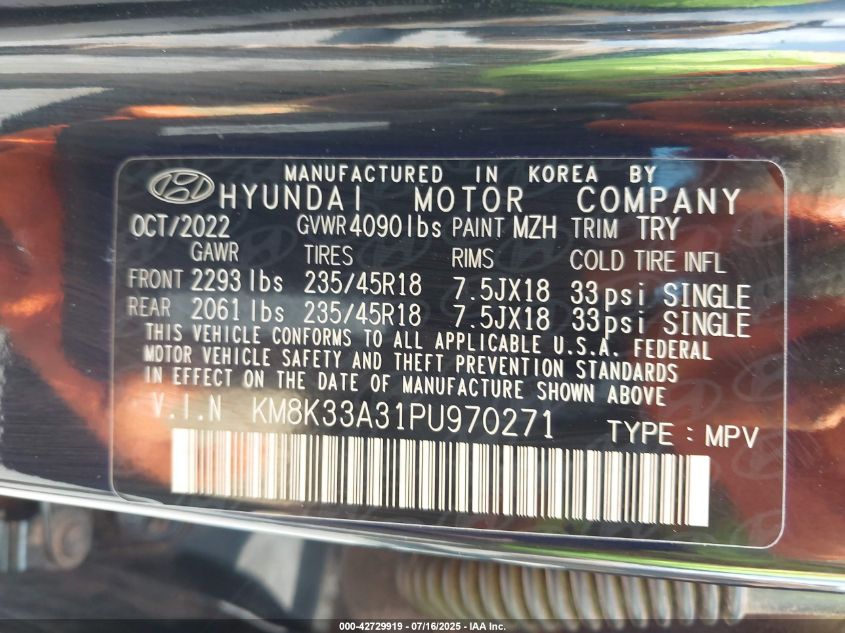 MANUFACTURED IN KOREA BY
HYUNDAI MOTOR COMPANY
OCT/2022 GVWR 4090 lbs PAINT MZH TRIM TRY
GAWR TIRES RIMS COLD TIRE INFL
FRONT 2293 lbs 235/45R18 7.5JX18 33psi SINGLE
REAR 2061 lbs 235/45R18 7.5JX18 33psi SINGLE
THIS VEHICLE CONFORMS TO ALL APPLICABLE U.S.A. FEDERAL
MOTOR VEHICLE SAFETY AND THEFT PREVENTION STANDARDS
IN EFFECT ON THE DATE OF MANUFACTURE SHOWN ABOVE
V.I.N KM8K33A31PU970271 TYPE : MPV
000-42729919 - 07/16/2025 - IAA Inc.